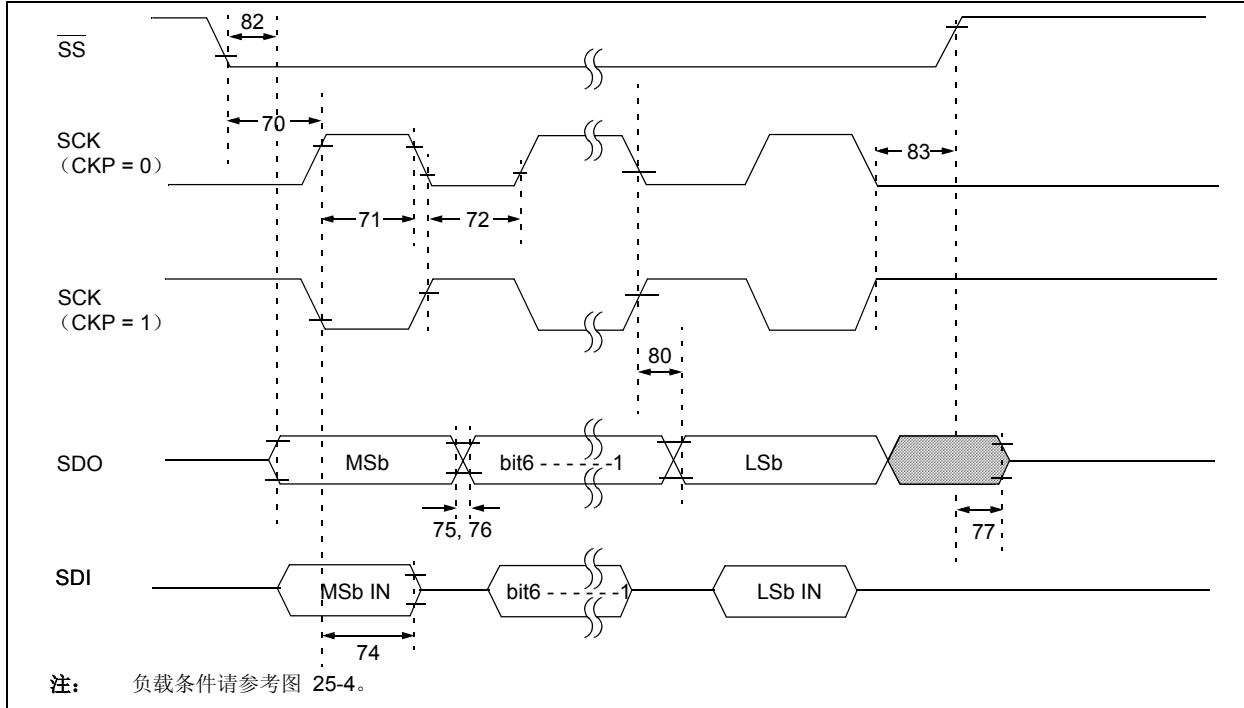 82
SS
70
SCK
（CKP = 0）
83
71
72
SCK
（CKP = 1）
80
SDO
MSb
bit6 - - - - - -1
LSb
75, 76
77
SDI
MSb IN
bit6 - - - - - -1
LSb IN
74
注： 负载条件请参考图 25-4。